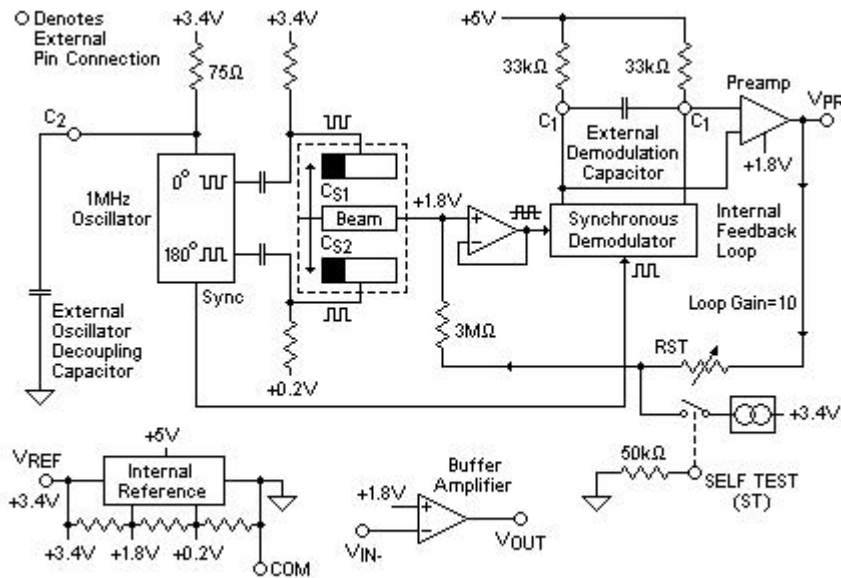 Denotes
External
Pin Connection
+3.4V
75Ω
+3.4V
+5V
33kΩ
33kΩ
Preamp
VPR
C2
C1
C1
External
Demodulation
Capacitor
+1.8V
0°
1MHz
Oscillator
180°
Sync
CS1
Beam
CS2
+1.8V
+
−
Synchronous
Demodulator
Internal
Feedback
Loop
External
Oscillator
Decoupling
Capacitor
+0.2V
3MΩ
Loop Gain=10
RST
+3.4V
50kΩ
SELF TEST
(ST)
+5V
VREF
+3.4V
Internal
Reference
+3.4V
+1.8V
+0.2V
COM
Buffer
Amplifier
+1.8V
+
−
VIN-
VOUT